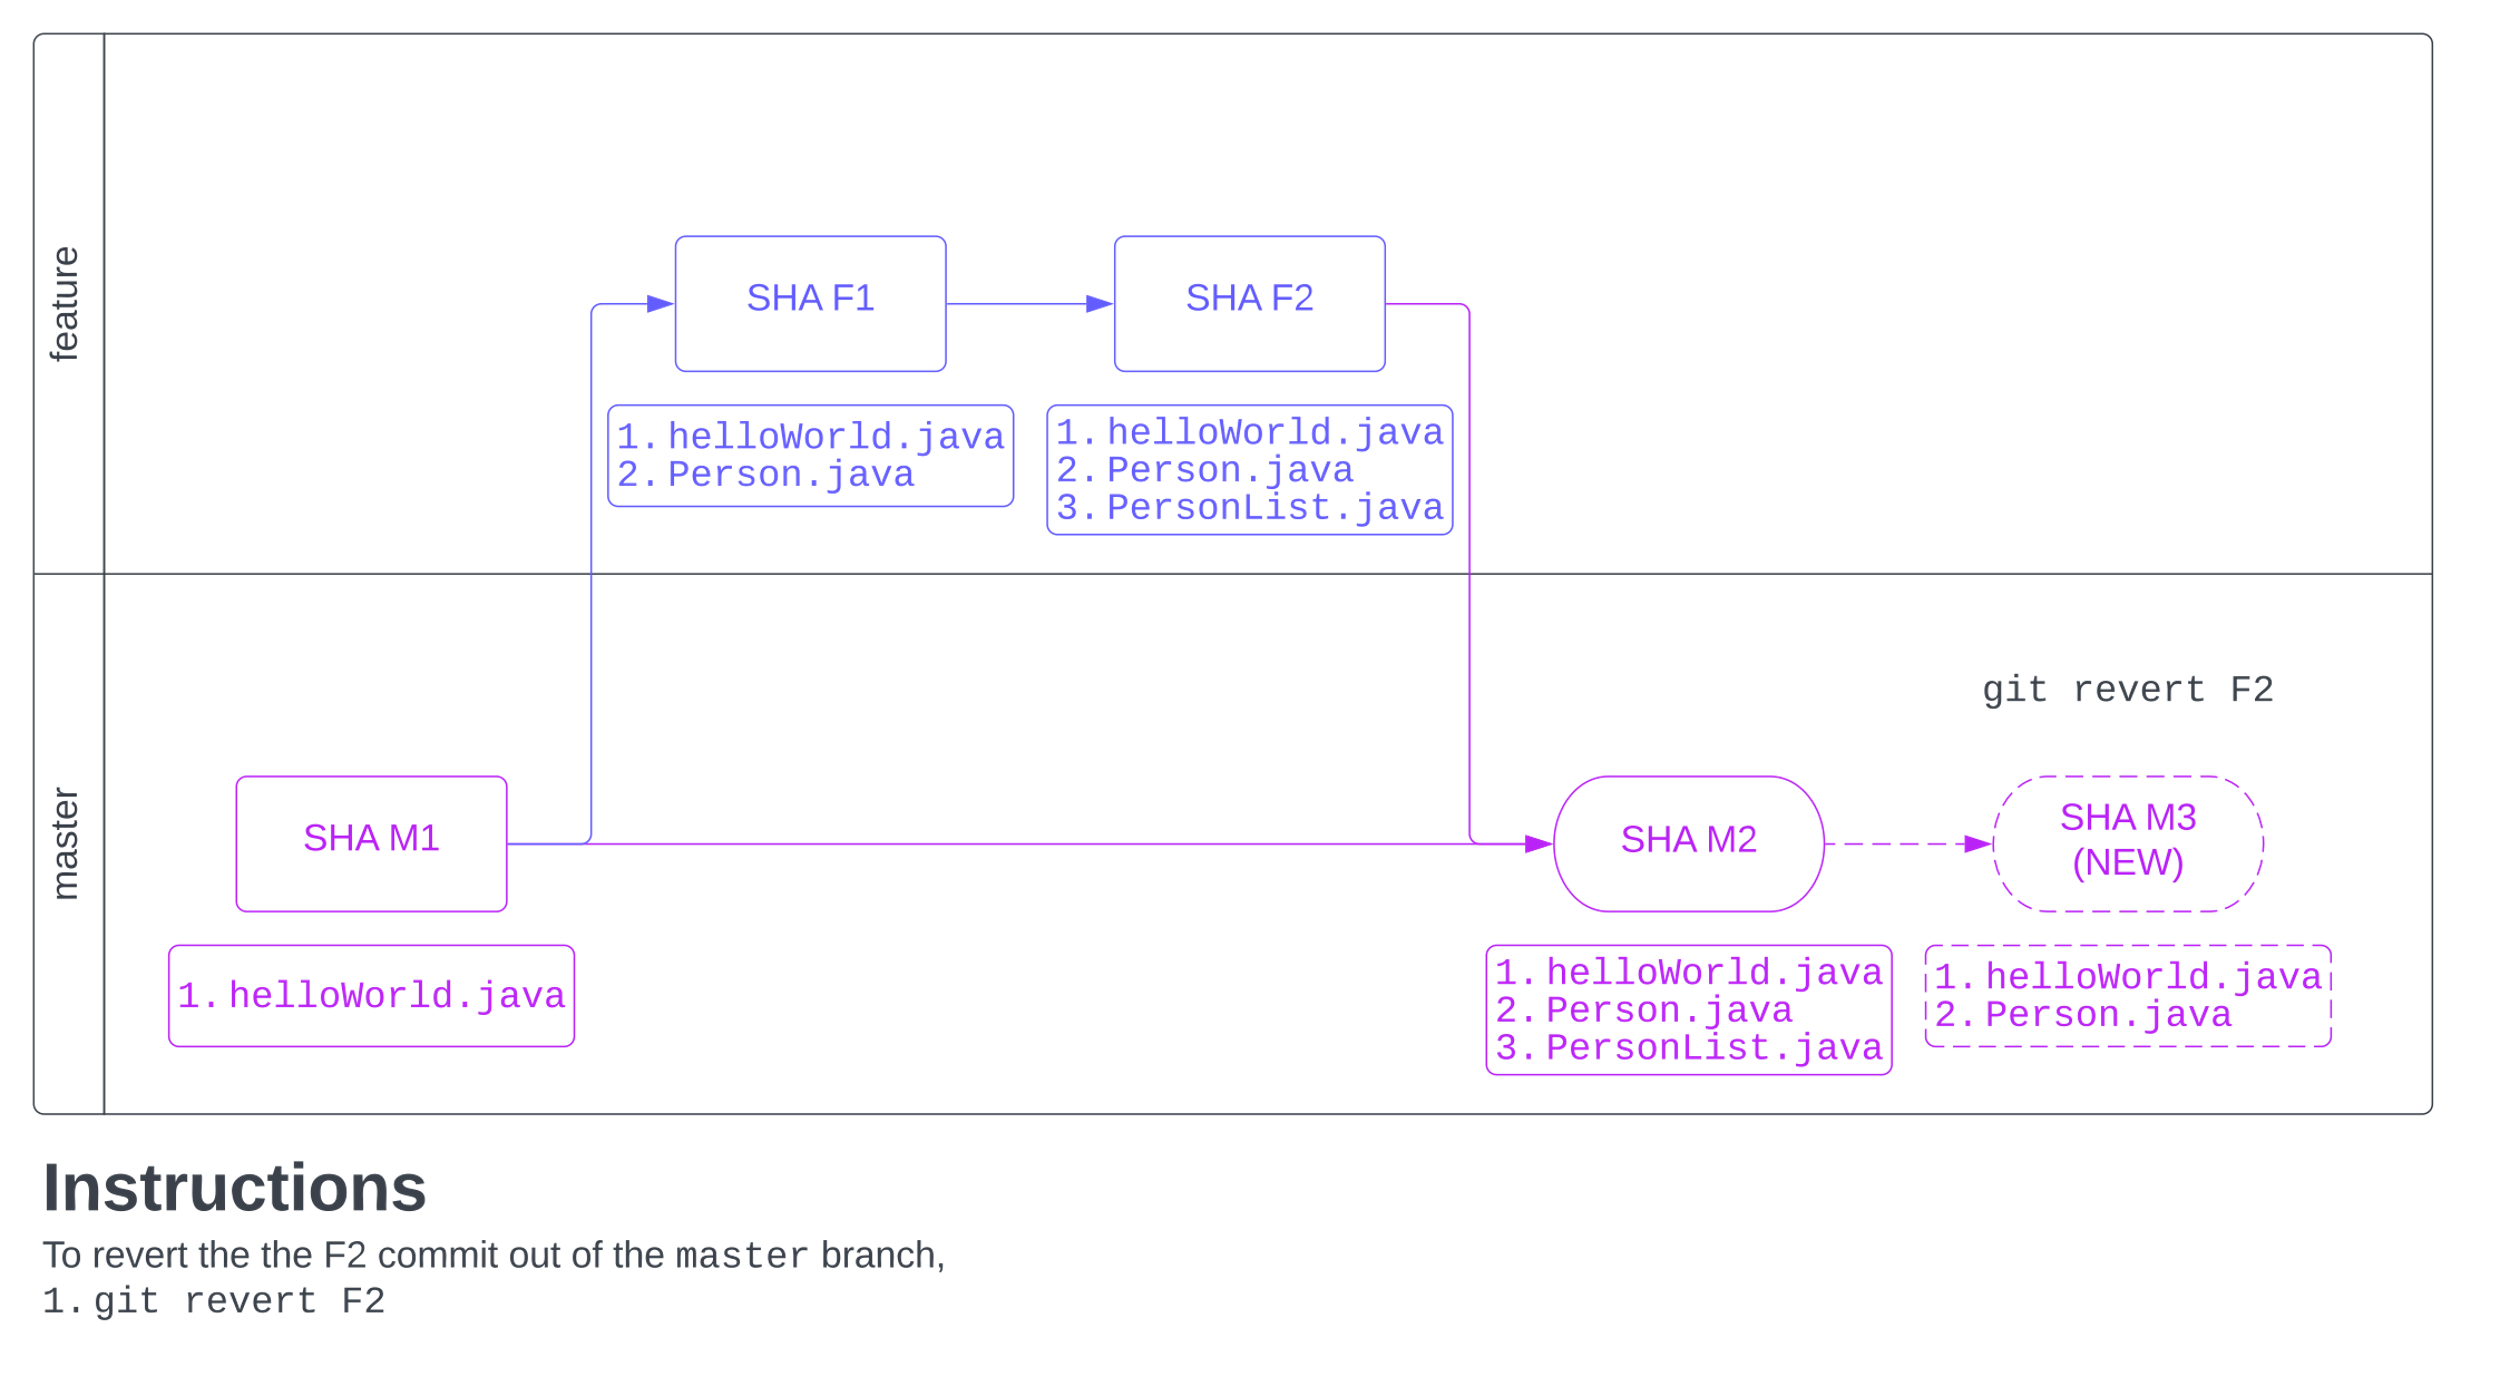 feature
SHA F1
SHA F2
1. helloWorld.java
2. Person.java
1. helloWorld.java
2. Person.java
3. PersonList.java
master
git revert F2
SHA M1
SHA M2
SHA M3
(NEW)
1. helloWorld.java
1. helloWorld.java
2. Person.java
3. PersonList.java
1. helloWorld.java
2. Person.java
Instructions
To revert the the F2 commit out of the master branch,
1. git revert F2